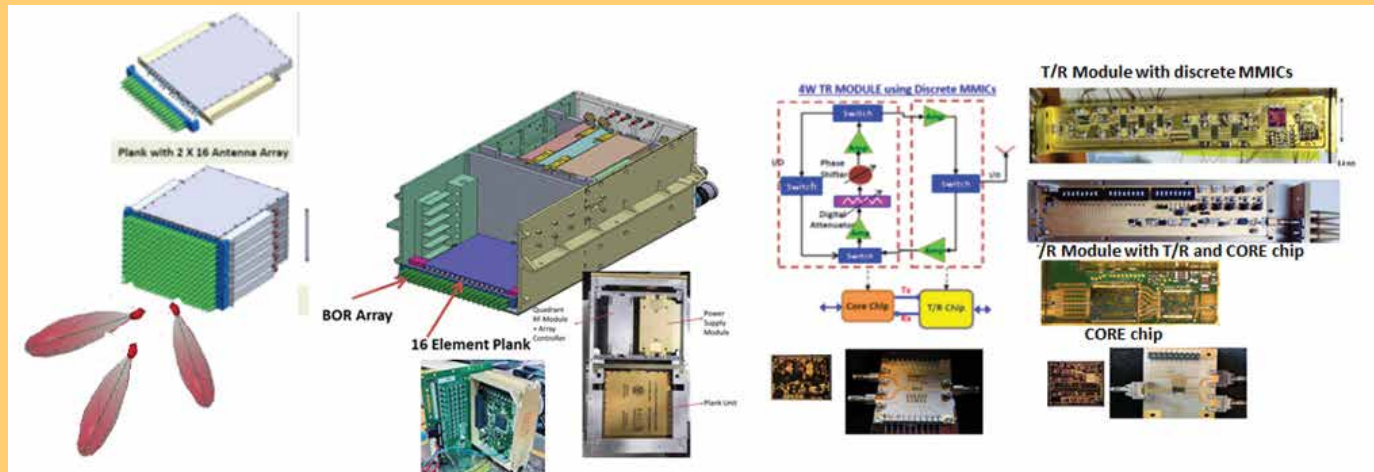 Plank with 2 X 16 Antenna Array
BOR Array
16 Element Plank
Quadrant
RF Module
+ Array
Controller
Power
Supply
Module
Plank Unit
4W TR MODULE using Discrete MMICs
Switch
I/O
Phase
Shifter
Switch
Digital
Attenuator
Switch
Switch
I/O
Tx
Core Chip
T/R Chip
Rx
T/R Module with discrete MMICs
/R Module with T/R and CORE chip
CORE chip